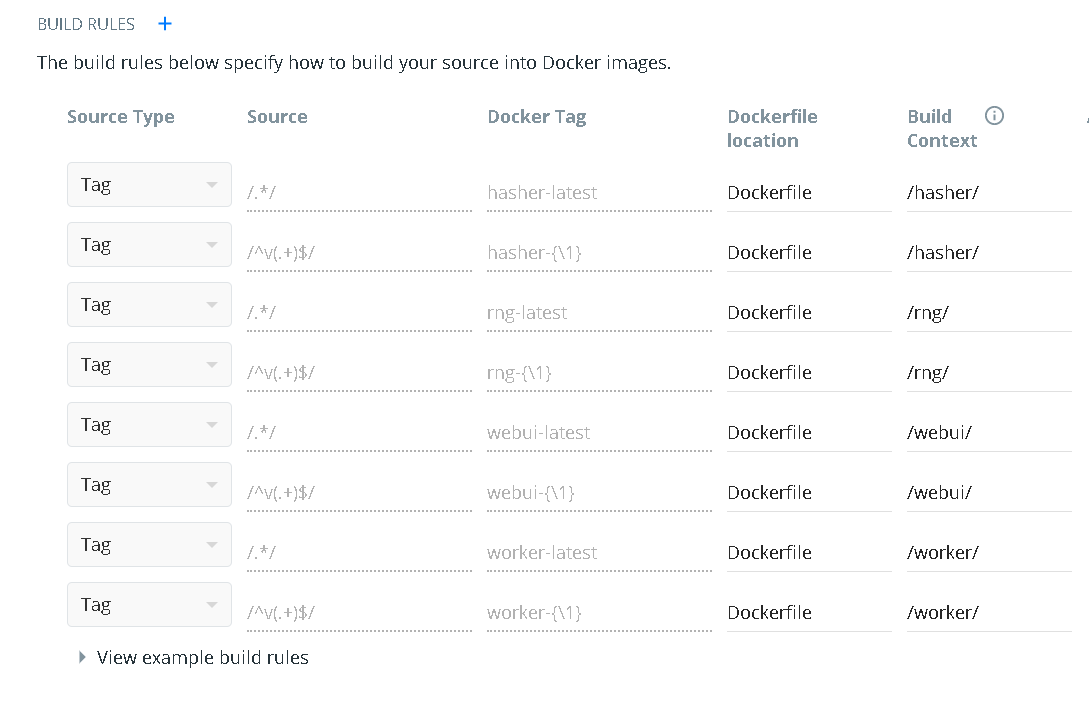 BUILD RULES +
The build rules below specify how to build your source into Docker images.
Source Type Source Docker Tag Dockerfile location Build Context
Tag /.*/ hasher-latest Dockerfile /hasher/
Tag /^v(.+)$/ hasher-{\1} Dockerfile /hasher/
Tag /.*/ rng-latest Dockerfile /rng/
Tag /^v(.+)$/ rng-{\1} Dockerfile /rng/
Tag /.*/ webui-latest Dockerfile /webui/
Tag /^v(.+)$/ webui-{\1} Dockerfile /webui/
Tag /.*/ worker-latest Dockerfile /worker/
Tag /^v(.+)$/ worker-{\1} Dockerfile /worker/
View example build rules